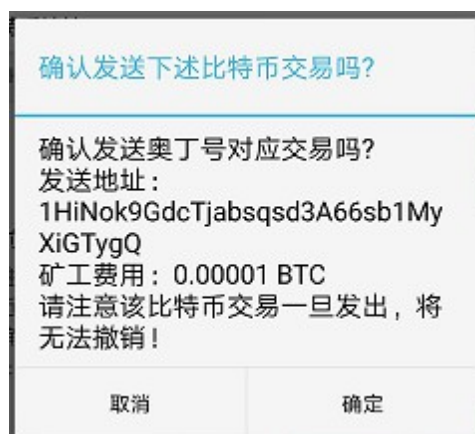 确认发送下述比特币交易吗?
确认发送奥丁号对应交易吗?
发送地址:
1HiNok9GdcTjabsqsd3A66sb1My
XiGTygQ
矿工费用:0.00001 BTC
请注意该比特币交易一旦发出,将
无法撤销!
取消
确定